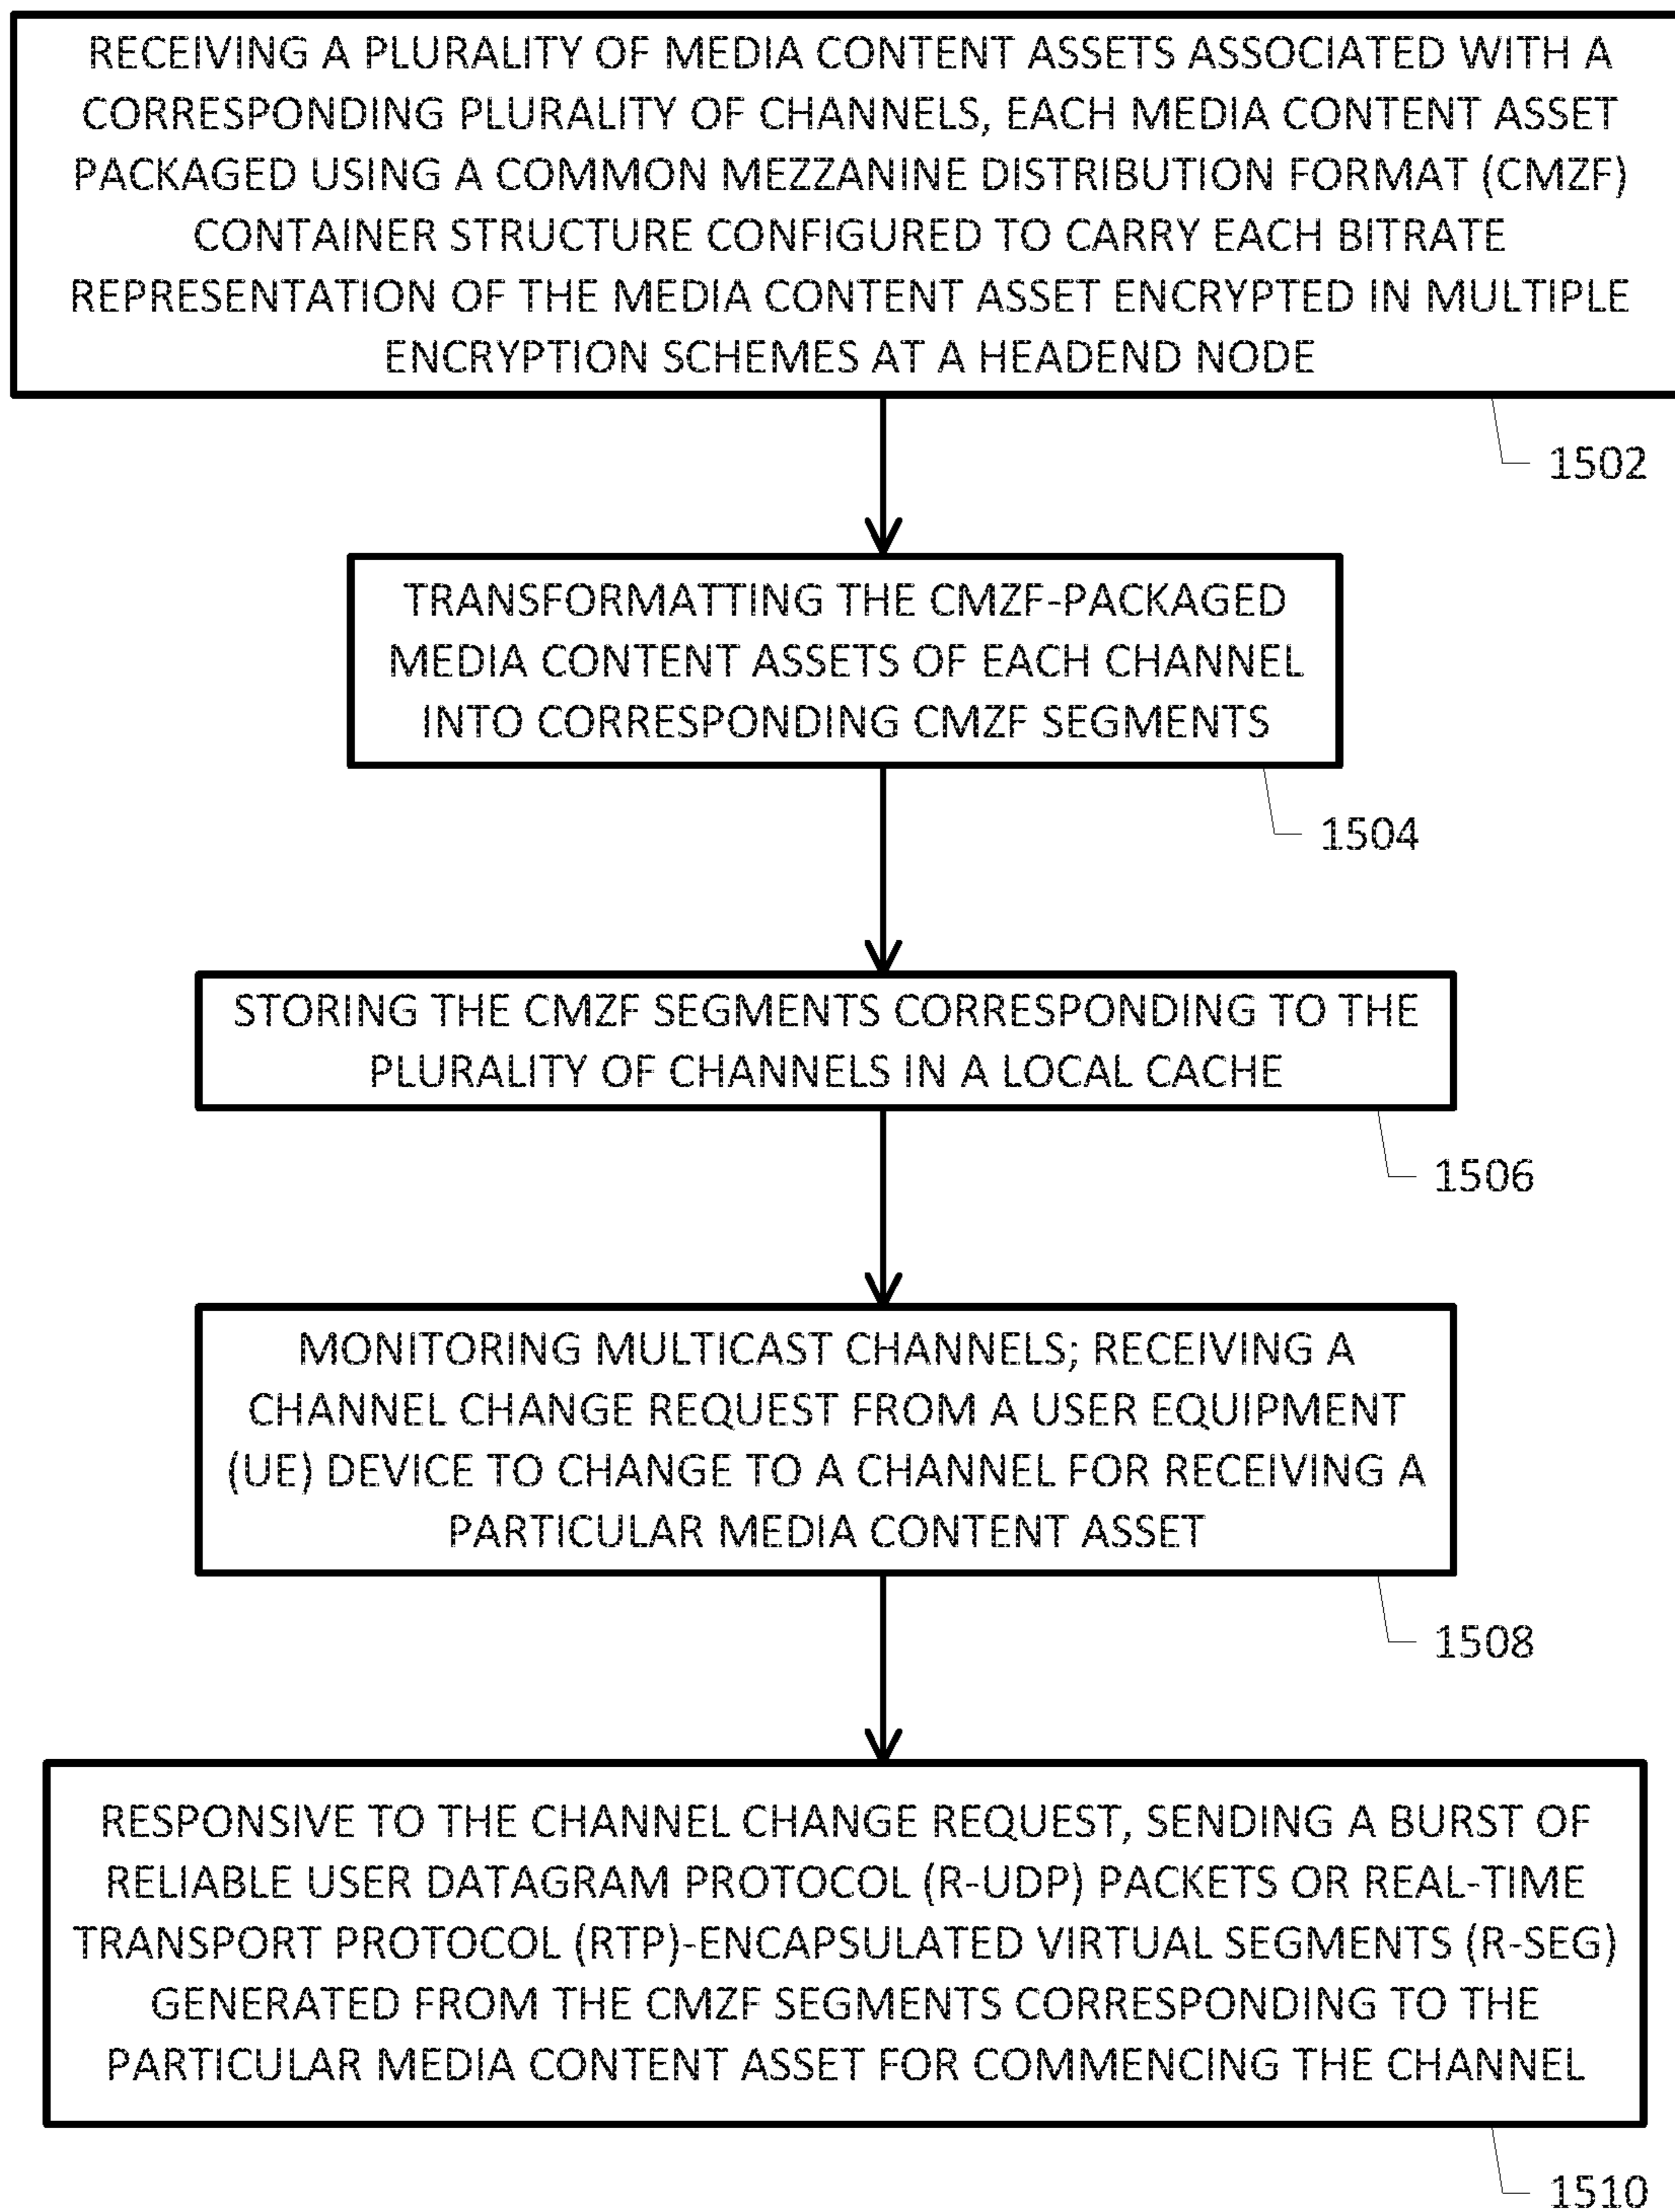 RECEIVING A PLURALITY OF MEDIA CONTENT ASSETS ASSOCIATED WITH A
CORRESPONDING PLURALITY OF CHANNELS, EACH MEDIA CONTENT ASSET
PACKAGED USING A COMMON MEZZANINE DISTRIBUTION FORMAT (CMZF)
CONTAINER STRUCTURE CONFIGURED TO CARRY EACH BITRATE
REPRESENTATION OF THE MEDIA CONTENT ASSET ENCRYPTED IN MULTIPLE
ENCRYPTION SCHEMES AT A HEADEND NODE
1502
TRANSFORMATTING THE CMZF-PACKAGED
MEDIA CONTENT ASSETS OF EACH CHANNEL
INTO CORRESPONDING CMZF SEGMENTS
1504
STORING THE CMZF SEGMENTS CORRESPONDING TO THE
PLURALITY OF CHANNELS IN A LOCAL CACHE
1506
MONITORING MULTICAST CHANNELS; RECEIVING A
CHANNEL CHANGE REQUEST FROM A USER EQUIPMENT
(UE) DEVICE TO CHANGE TO A CHANNEL FOR RECEIVING A
PARTICULAR MEDIA CONTENT ASSET
1508
RESPONSIVE TO THE CHANNEL CHANGE REQUEST, SENDING A BURST OF
RELIABLE USER DATAGRAM PROTOCOL (R-UDP) PACKETS OR REAL-TIME
TRANSPORT PROTOCOL (RTP)-ENCAPSULATED VIRTUAL SEGMENTS (R-SEG)
GENERATED FROM THE CMZF SEGMENTS CORRESPONDING TO THE
PARTICULAR MEDIA CONTENT ASSET FOR COMMENCING THE CHANNEL
1510